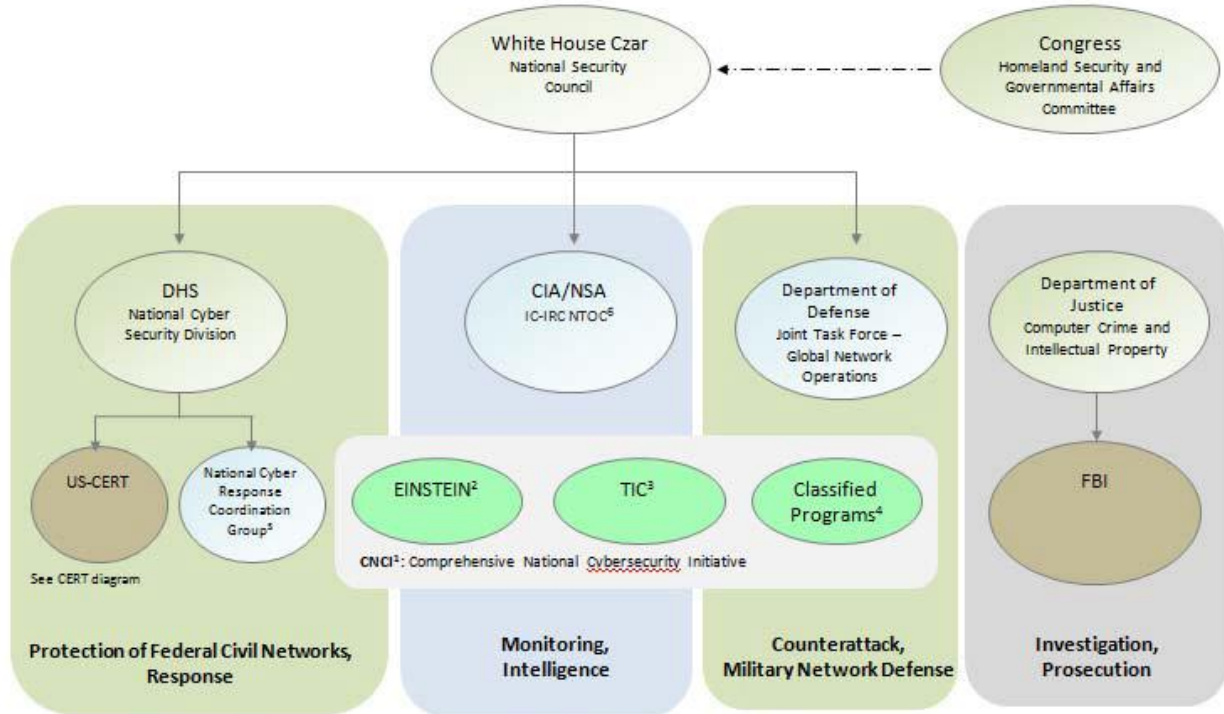 White House Czar
National Security
Council
Congress
Homeland Security and
Governmental Affairs
Committee
DHS
National Cyber
Security Division
CIA/NSA
IC-IRC NTOC⁶
Department of
Defense
Joint Task Force –
Global Network
Operations
Department of
Justice
Computer Crime and
Intellectual Property
US-CERT
National Cyber
Response
Coordination
Group⁵
See CERT diagram
EINSTEIN²
TIC³
Classified
Programs⁴
CNCI¹: Comprehensive National Cybersecurity Initiative
FBI
Protection of Federal Civil Networks,
Response
Monitoring,
Intelligence
Counterattack,
Military Network Defense
Investigation,
Prosecution